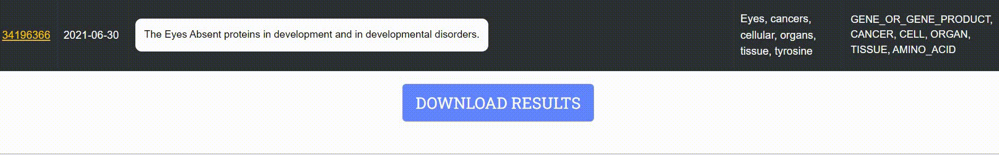 34196366 2021-06-30 The Eyes Absent proteins in development and in developmental disorders.
Eyes, cancers,
cellular, organs,
tissue, tyrosine
GENE_OR_GENE_PRODUCT,
CANCER, CELL, ORGAN,
TISSUE, AMINO_ACID
DOWNLOAD RESULTS